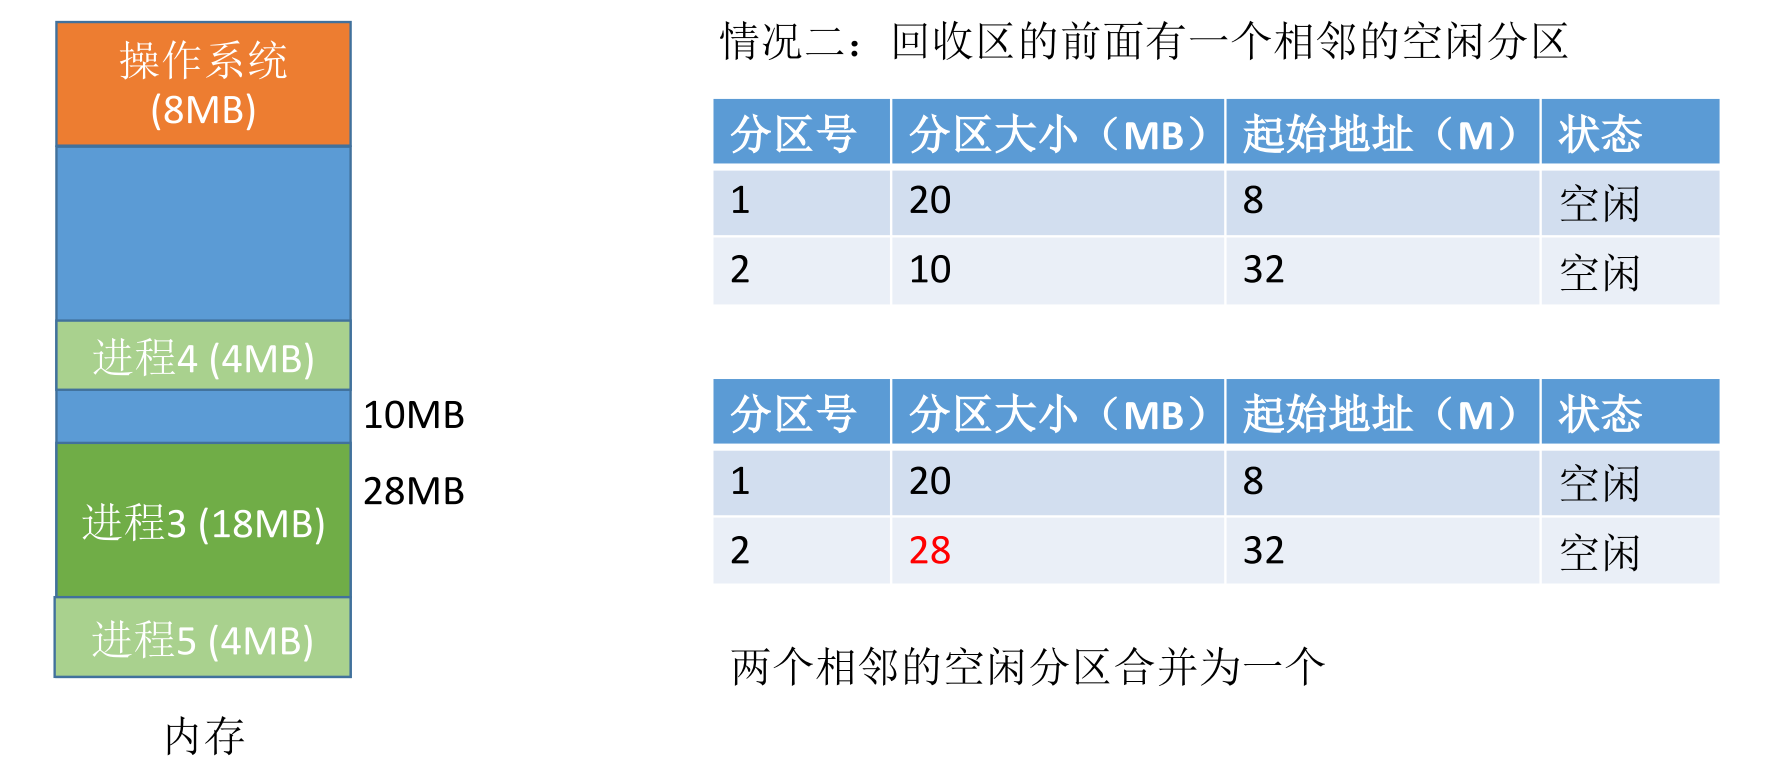 操作系统
(8MB)
进程4 (4MB)
10MB
28MB
进程3 (18MB)
进程5 (4MB)
内存
情况二：回收区的前面有一个相邻的空闲分区
分区号 分区大小（MB） 起始地址（M） 状态
1 20 8 空闲
2 10 32 空闲
分区号 分区大小（MB） 起始地址（M） 状态
1 20 8 空闲
2 28 32 空闲
两个相邻的空闲分区合并为一个